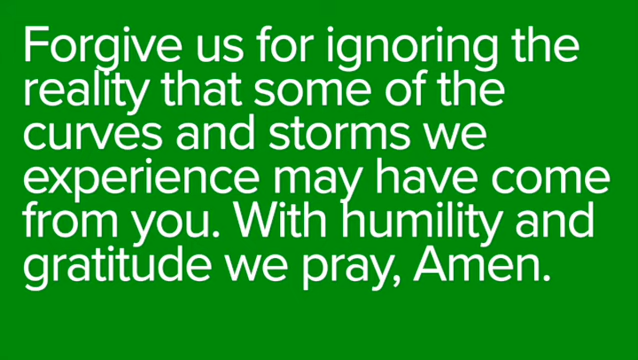 Forgive us for ignoring the
reality that some of the
curves and storms we
experience may have come
from you. With humility and
gratitude we pray, Amen.